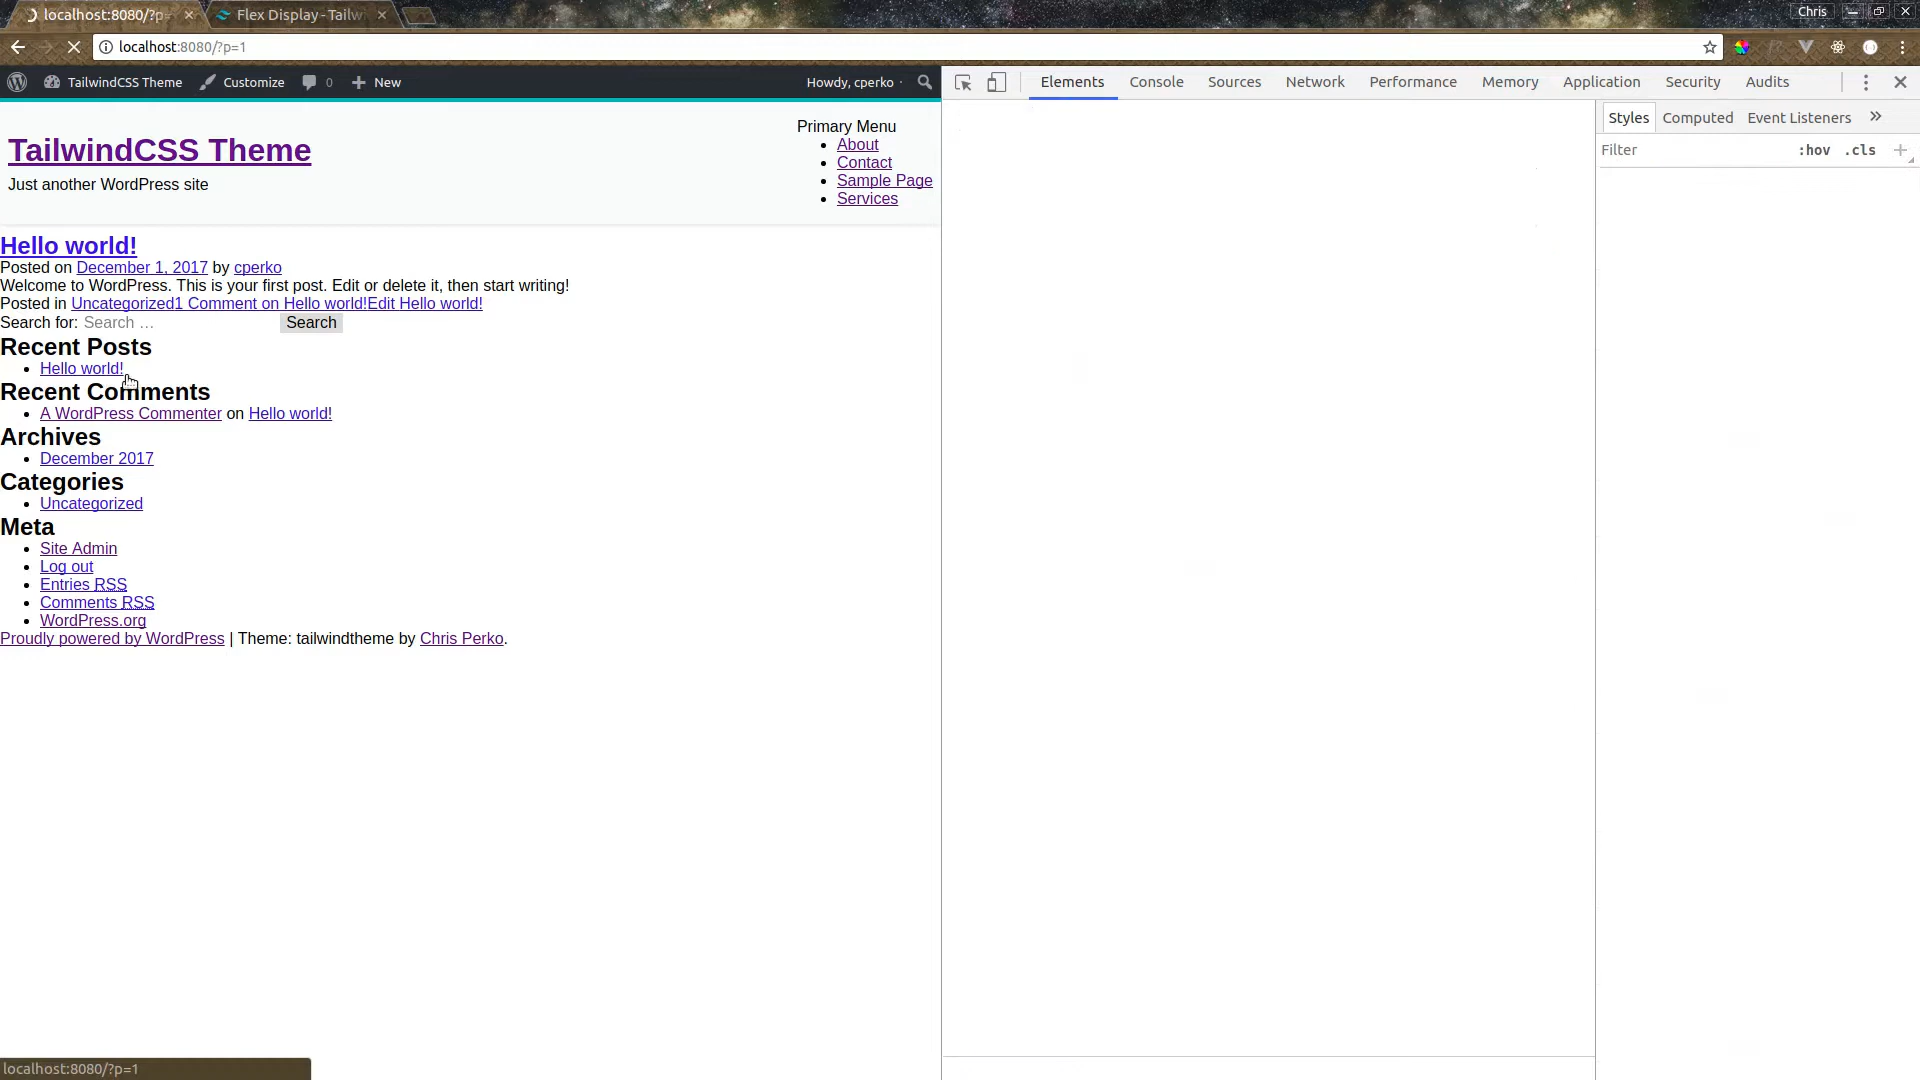 localhost:8080/?p=
Flex Display - Tailw
Chris
localhost:8080/?p=1
TailwindCSS Theme
Customize
0
New
Howdy, cperko
Elements
Console
Sources
Network
Performance
Memory
Application
Security
Audits
Styles
Computed
Event Listeners
Filter
:hov
.cls
TailwindCSS Theme
Just another WordPress site
Primary Menu
About
Contact
Sample Page
Services
Hello world!
Posted on December 1, 2017 by cperko
Welcome to WordPress. This is your first post. Edit or delete it, then start writing!
Posted in Uncategorized1 Comment on Hello world!Edit Hello world!
Search for: Search … Search
Recent Posts
Hello world!
Recent Comments
A WordPress Commenter on Hello world!
Archives
December 2017
Categories
Uncategorized
Meta
Site Admin
Log out
Entries RSS
Comments RSS
WordPress.org
Proudly powered by WordPress | Theme: tailwindtheme by Chris Perko.
localhost:8080/?p=1